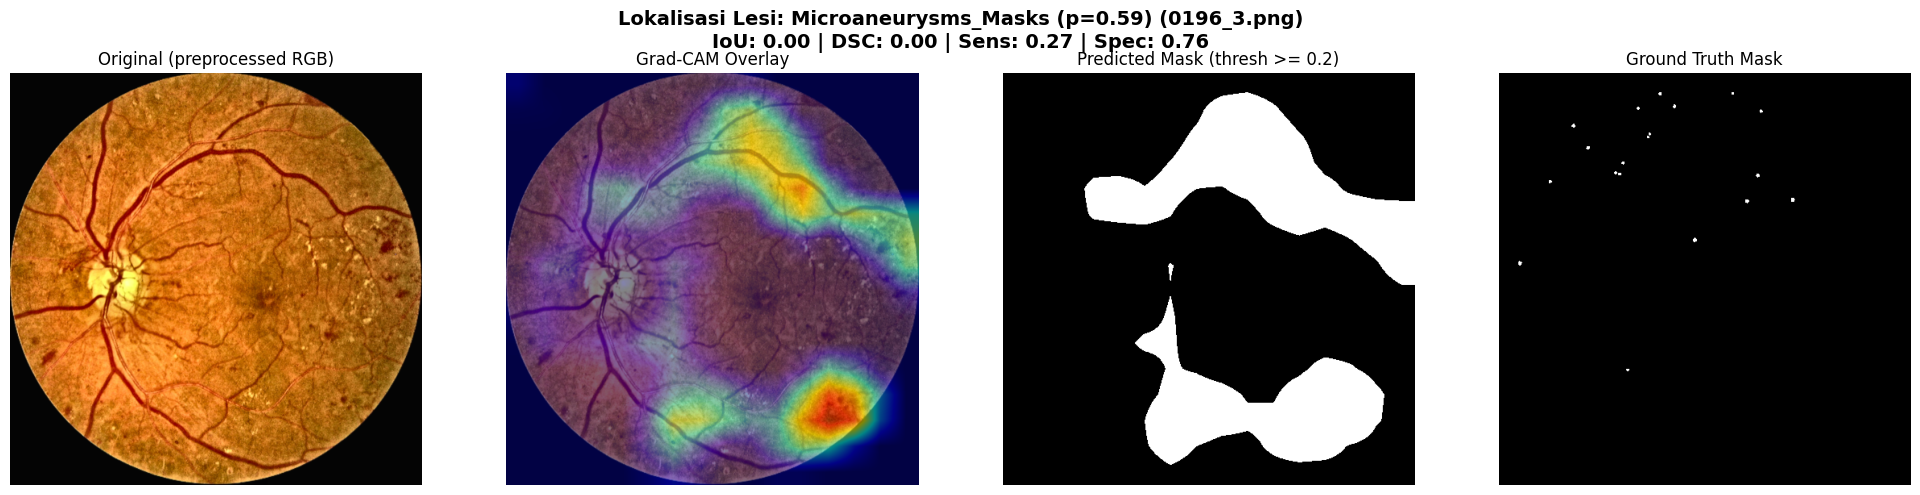 Lokalisasi Lesi: Microaneurysms_Masks (p=0.59) (0196_3.png)
IoU: 0.00 | DSC: 0.00 | Sens: 0.27 | Spec: 0.76
Original (preprocessed RGB)
Grad-CAM Overlay
Predicted Mask (thresh >= 0.2)
Ground Truth Mask